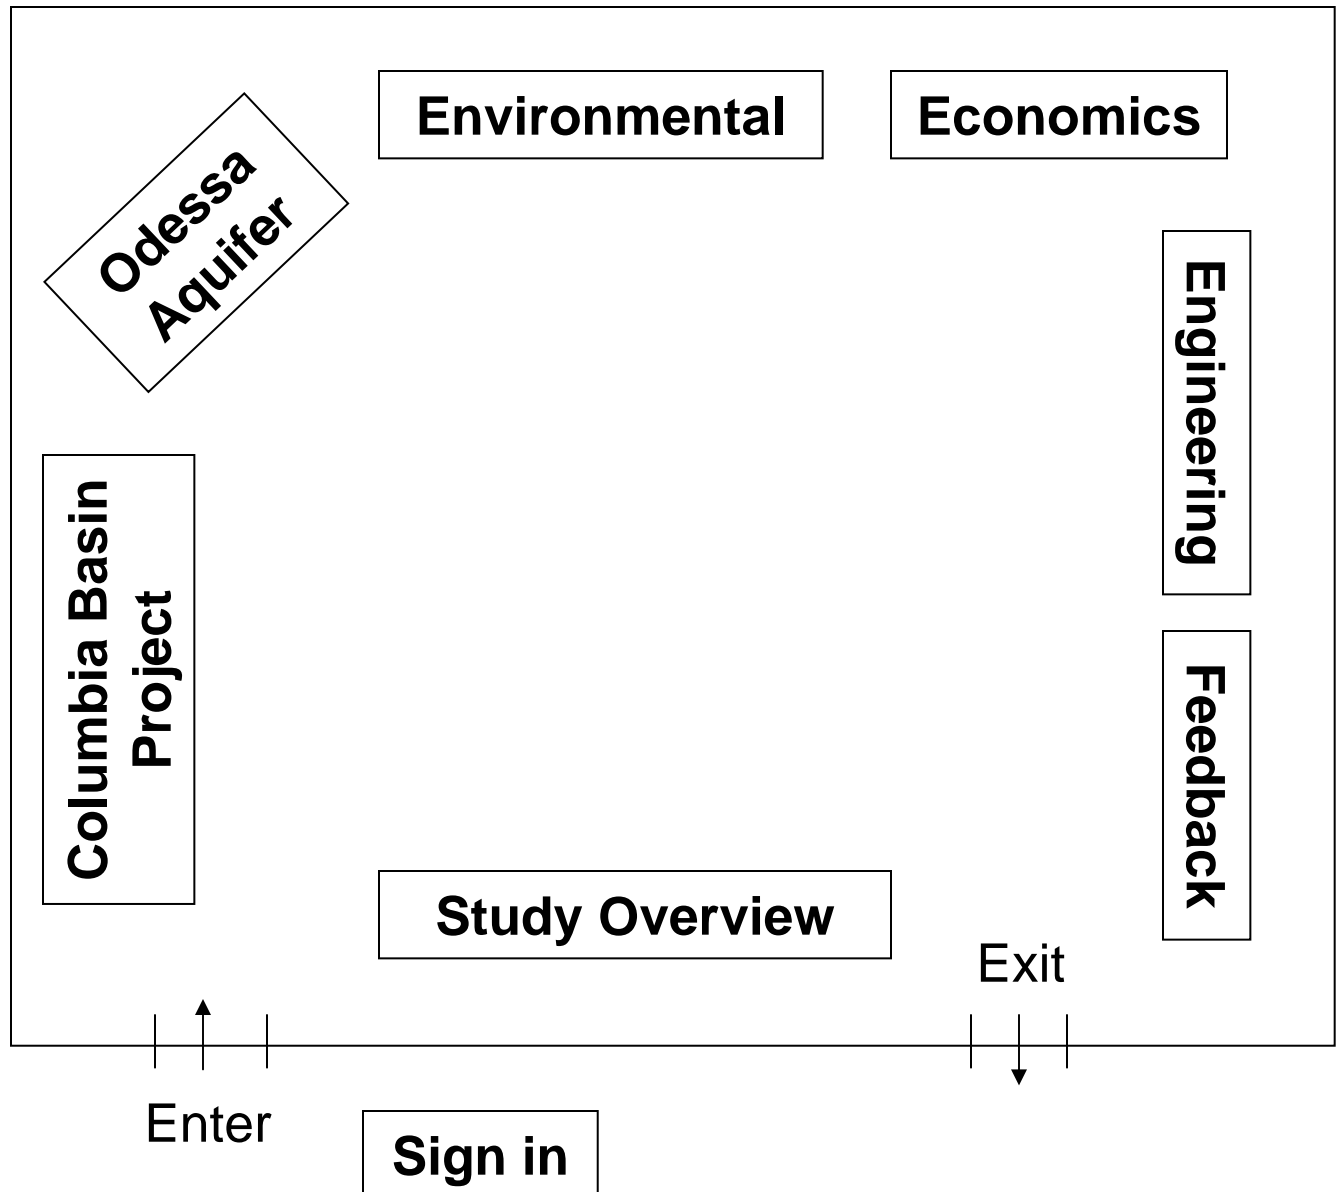 Environmental
Economics
Odessa
Aquifer
Engineering
Columbia Basin
Project
Feedback
Study Overview
Exit
Enter
Sign in